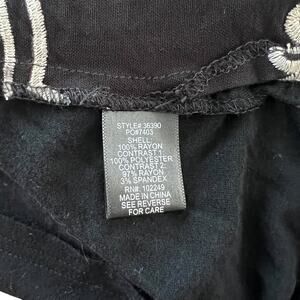 STYLE# 36390
PO#7403
SHELL:
100% RAYON
CONTRAST 1:
100% POLYESTER
CONTRAST 2:
97% RAYON
3% SPANDEX
RN#: 102249
MADE IN CHINA
SEE REVERSE
FOR CARE